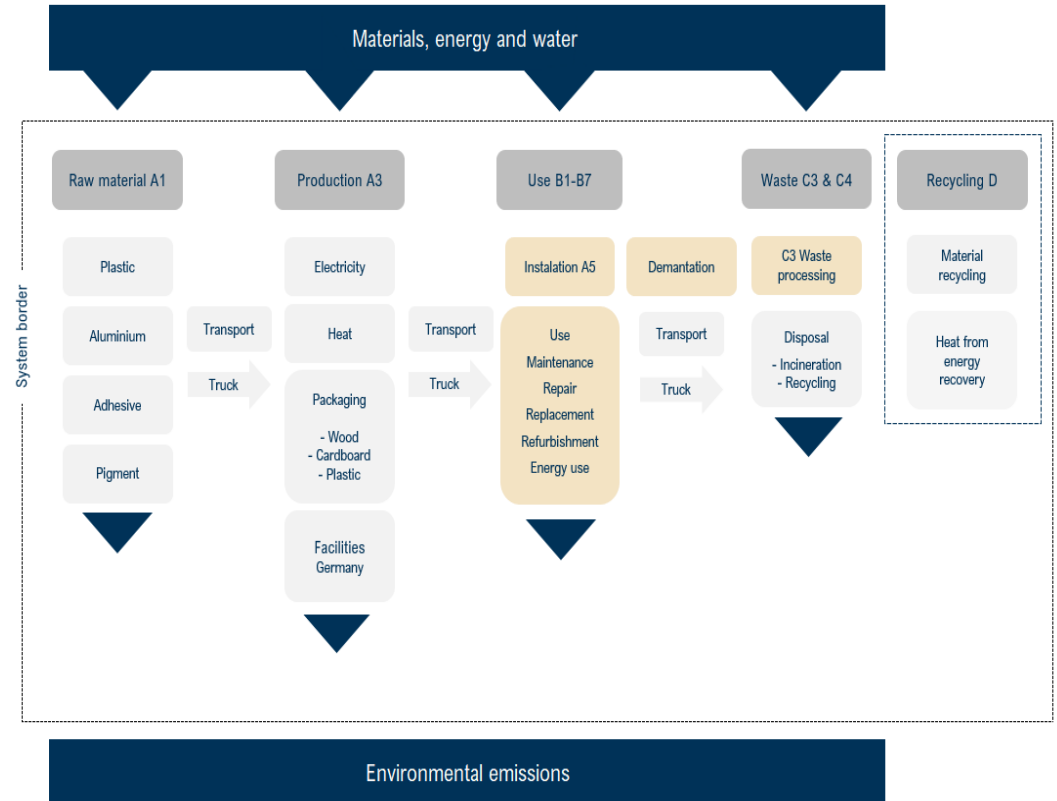 Materials, energy and water
System border
Raw material A1
Plastic
Aluminium
Adhesive
Pigment
Transport
Truck
Production A3
Electricity
Heat
Packaging
- Wood
- Cardboard
- Plastic
Facilities
Germany
Transport
Truck
Use B1-B7
Instalation A5
Use
Maintenance
Repair
Replacement
Refurbishment
Energy use
Demantation
Transport
Truck
Waste C3 & C4
C3 Waste
processing
Disposal
- Incineration
- Recycling
Recycling D
Material
recycling
Heat from
energy
recovery
Environmental emissions